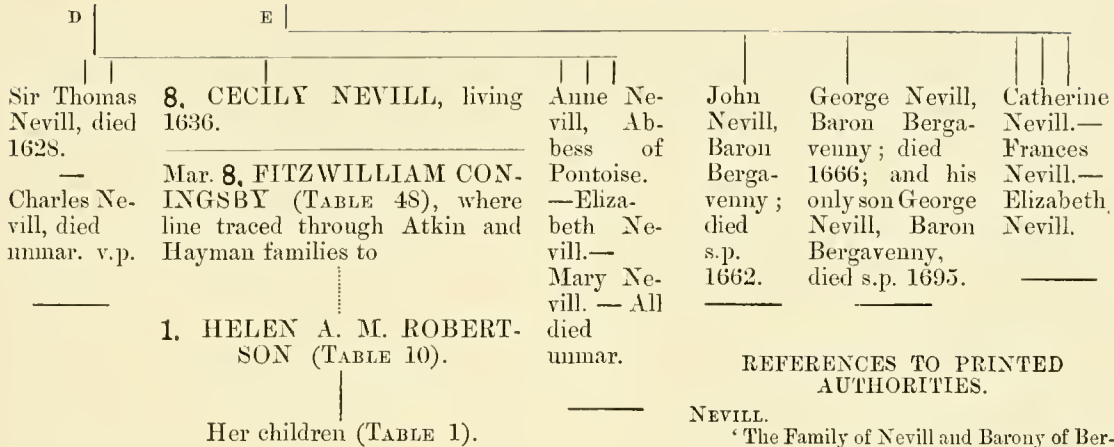 D
E
Sir Thomas
Nevill, died
1628.
—
Charles Ne-
vill, died
unmar. v.p.
8. CECILY NEVILL, living
1636.
Mar. 8. FITZWILLIAM CON-
INGSBY (TABLE 48), where
line traced through Atkin and
Hayman families to
1. HELEN A. M. ROBERT-
SON (TABLE 10).
Her children (TABLE 1).
Anne Ne-
vill, Ab-
bess of
Pontoise.
—Eliza-
beth Ne-
vill.—
Mary Ne-
vill. — All
died
unmar.
John
Nevill,
Baron
Berga-
venny ;
died
s.p.
1662.
George Nevill,
Baron Berga-
venny ; died
1666; and his
only son George
Nevill, Baron
Bergavenny,
died s.p. 1695.
Catherine
Nevill.—
Frances
Nevill.—
Elizabeth
Nevill.
REFERENCES TO PRINTED
AUTHORITIES.
NEVILL.
‘ The Family of Nevill and Barony of Ber-